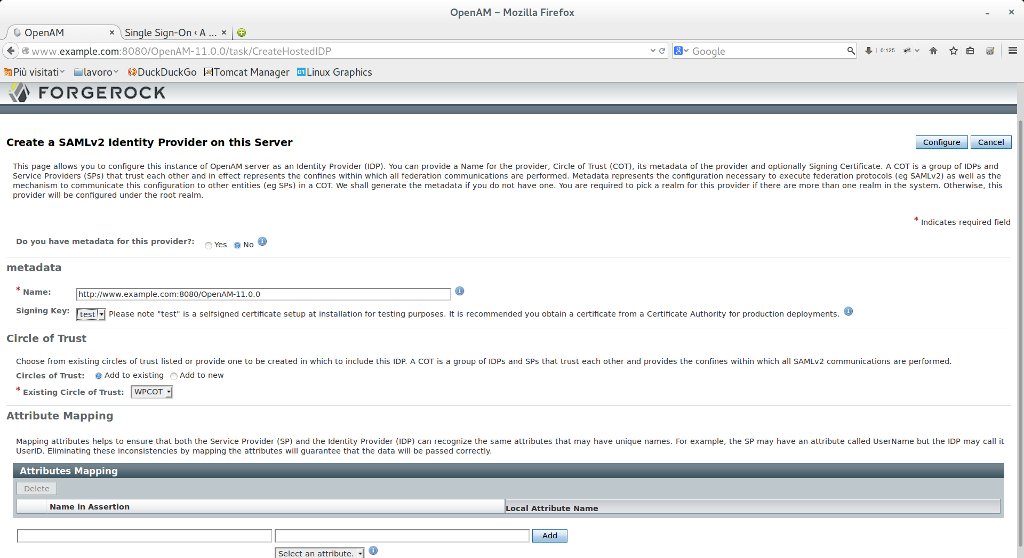 OpenAM – Mozilla Firefox
OpenAM × Single Sign-On ‹ A ... ×
www.example.com:8080/OpenAM-11.0.0/task/CreateHostedIDP
Google
Più visitati lavoro DuckDuckGo Tomcat Manager Linux Graphics
FORGEROCK
Create a SAMLv2 Identity Provider on this Server
Configure Cancel
This page allows you to configure this instance of OpenAM server as an Identity Provider (IDP). You can provide a Name for the provider, Circle of Trust (COT), its metadata of the provider and optionally Signing Certificate. A COT is a group of IDPs and
Service Providers (SPs) that trust each other and in effect represents the confines within which all federation communications are performed. Metadata represents the configuration necessary to execute federation protocols (eg SAMLv2) as well as the
mechanism to communicate this configuration to other entities (eg SPs) in a COT. We shall generate the metadata if you do not have one. You are required to pick a realm for this provider if there are more than one realm in the system. Otherwise, this
provider will be configured under the root realm.
* Indicates required field
Do you have metadata for this provider?: Yes No
metadata
* Name: http://www.example.com:8080/OpenAM-11.0.0
Signing Key: test Please note "test" is a selfsigned certificate setup at installation for testing purposes. It is recommended you obtain a certificate from a Certificate Authority for production deployments.
Circle of Trust
Choose from existing circles of trust listed or provide one to be created in which to include this IDP. A COT is a group of IDPs and SPs that trust each other and provides the confines within which all SAMLv2 communications are performed.
Circles of Trust: Add to existing Add to new
* Existing Circle of Trust: WPCOT
Attribute Mapping
Mapping attributes helps to ensure that both the Service Provider (SP) and the Identity Provider (IDP) can recognize the same attributes that may have unique names. For example, the SP may have an attribute called UserName but the IDP may call it
UserID. Eliminating these inconsistencies by mapping the attributes will guarantee that the data will be passed correctly.
Attributes Mapping
Delete
Name in Assertion Local Attribute Name
Add
Select an attribute.